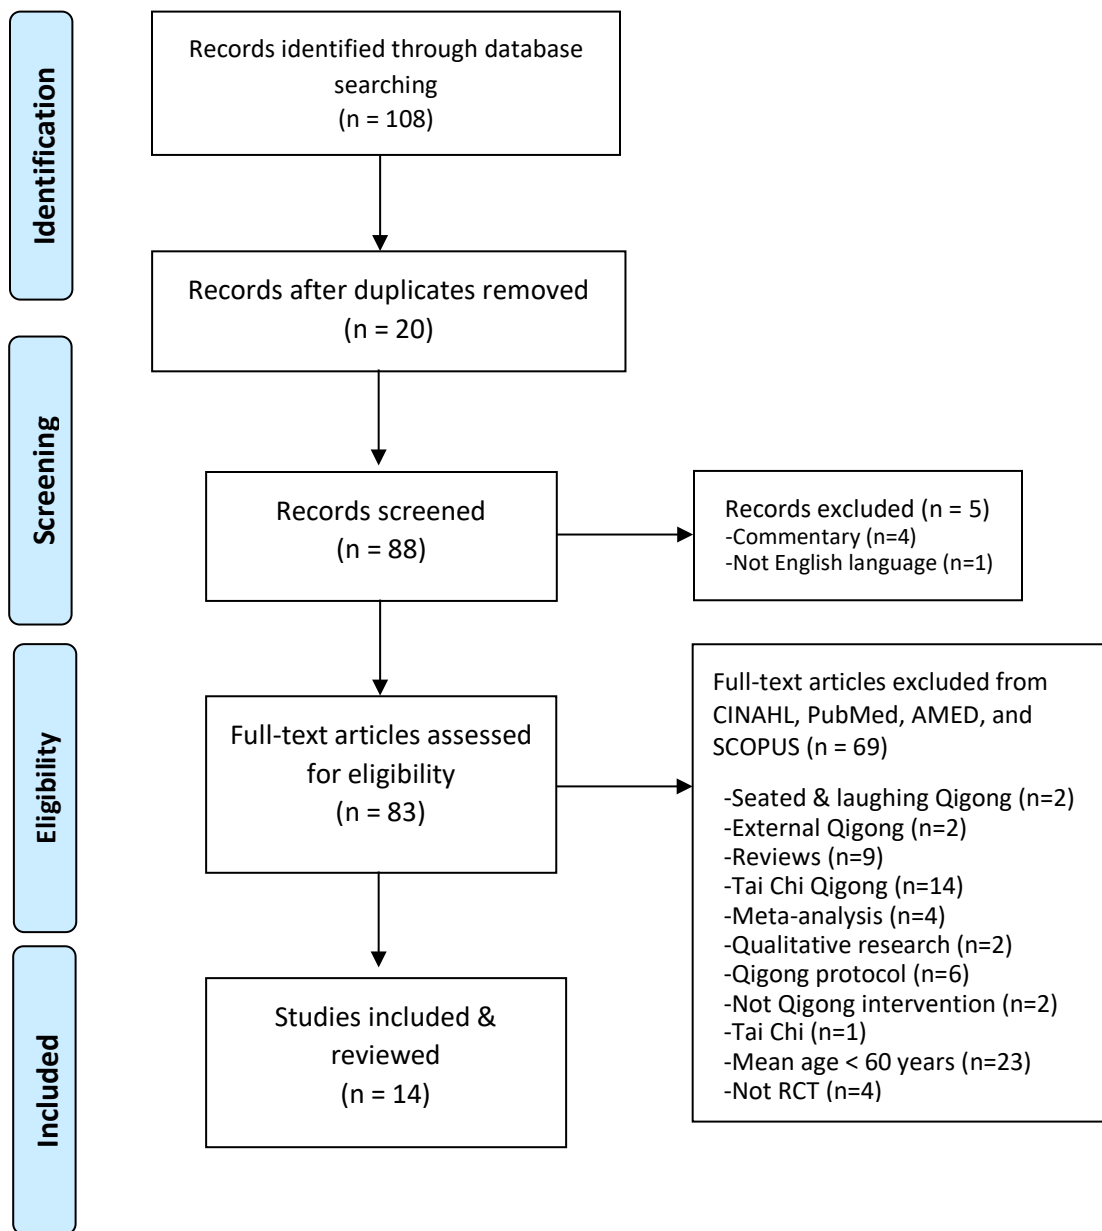 Identification
Records identified through database
searching
(n = 108)
Records after duplicates removed
(n = 20)
Screening
Records screened
(n = 88)
Records excluded (n = 5)
-Commentary (n=4)
-Not English language (n=1)
Eligibility
Full-text articles assessed
for eligibility
(n = 83)
Full-text articles excluded from
CINAHL, PubMed, AMED, and
SCOPUS (n = 69)
-Seated & laughing Qigong (n=2)
-External Qigong (n=2)
-Reviews (n=9)
-Tai Chi Qigong (n=14)
-Meta-analysis (n=4)
-Qualitative research (n=2)
-Qigong protocol (n=6)
-Not Qigong intervention (n=2)
-Tai Chi (n=1)
-Mean age < 60 years (n=23)
-Not RCT (n=4)
Included
Studies included &
reviewed
(n = 14)